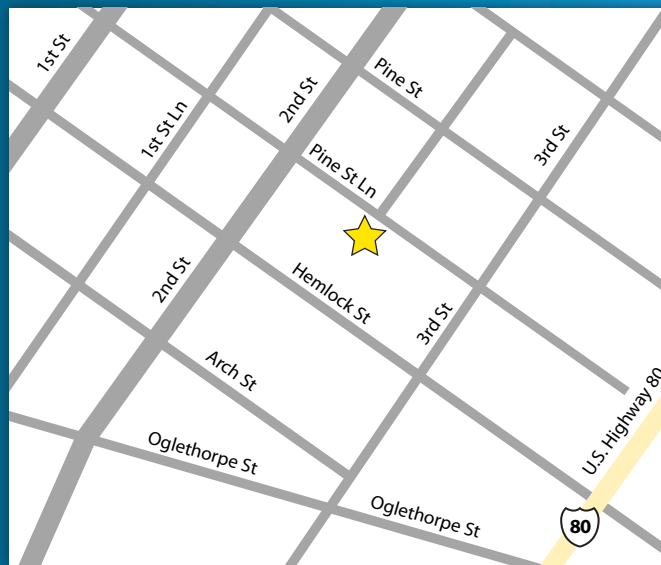 1st St
1st St Ln
2nd St
Pine St
Pine St Ln
3rd St
2nd St
Hemlock St
3rd St
Arch St
U.S. Highway 80
Oglethorpe St
Oglethorpe St
80